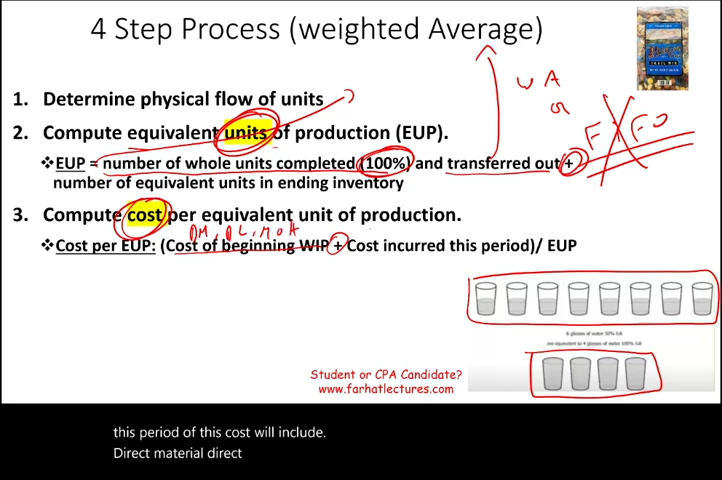 4 Step Process (weighted Average)
W A
or
FIFO
1. Determine physical flow of units
2. Compute equivalent units of production (EUP).
❖EUP = number of whole units completed (100%) and transferred out +
number of equivalent units in ending inventory
3. Compute cost per equivalent unit of production.
DM, DL, MOH
❖Cost per EUP: (Cost of beginning WIP + Cost incurred this period)/ EUP
8 glasses of water 50% full
are equivalent to 4 glasses of water 100% full
Student or CPA Candidate?
www.farhatlectures.com
this period of this cost will include.
Direct material direct